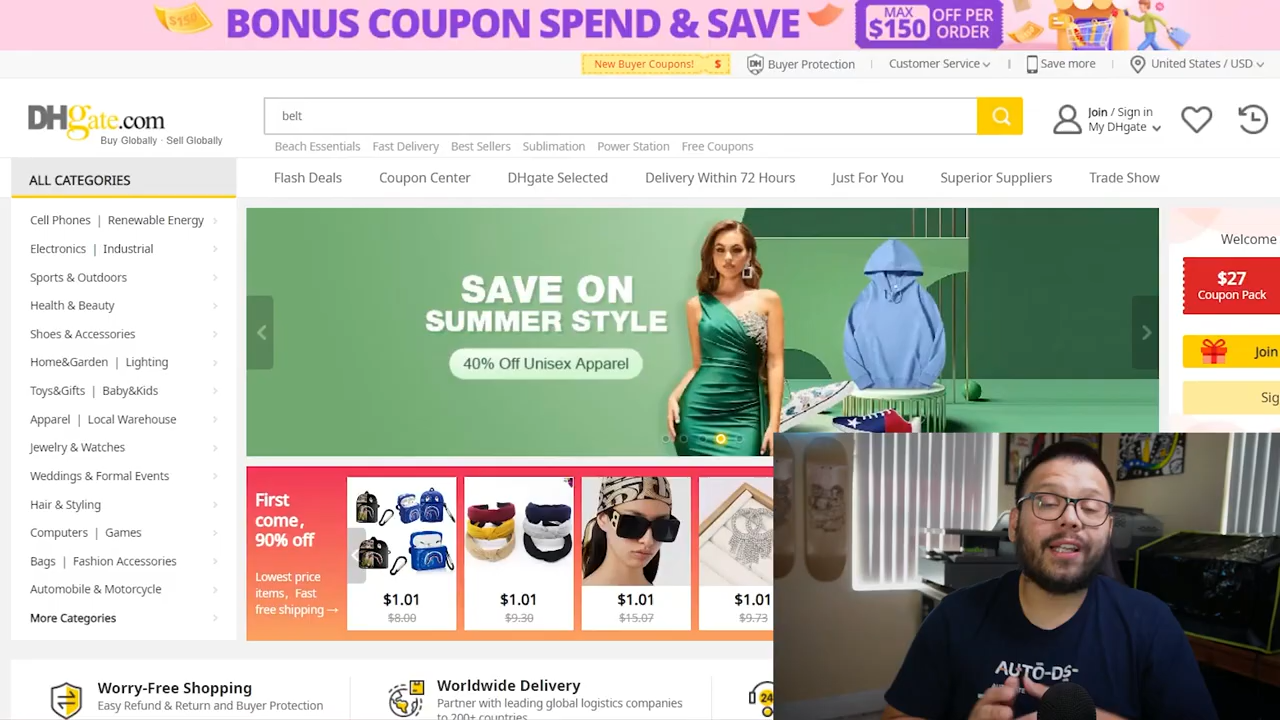 $150
BONUS COUPON SPEND & SAVE
MAX
$150
OFF PER
ORDER
New Buyer Coupons! $
DH Buyer Protection
Customer Service
Save more
United States / USD
DHgate.com
Buy Globally · Sell Globally
belt
Join / Sign in
My DHgate
Beach Essentials Fast Delivery Best Sellers Sublimation Power Station Free Coupons
ALL CATEGORIES
Flash Deals Coupon Center DHgate Selected Delivery Within 72 Hours Just For You Superior Suppliers Trade Show
Cell Phones | Renewable Energy
Electronics | Industrial
Sports & Outdoors
Health & Beauty
Shoes & Accessories
Home&Garden | Lighting
Toys&Gifts | Baby&Kids
Apparel | Local Warehouse
Jewelry & Watches
Weddings & Formal Events
Hair & Styling
Computers | Games
Bags | Fashion Accessories
Automobile & Motorcycle
More Categories
SAVE ON
SUMMER STYLE
40% Off Unisex Apparel
Welcome
$27
Coupon Pack
Join
Sig
First
come,
90% off
Lowest price
items, Fast
free shipping →
$1.01
$8.00
$1.01
$9.30
$1.01
$15.07
$1.01
$9.73
Worry-Free Shopping
Easy Refund & Return and Buyer Protection
Worldwide Delivery
Partner with leading global logistics companies
to 200+ countries
24
AUTO-DS